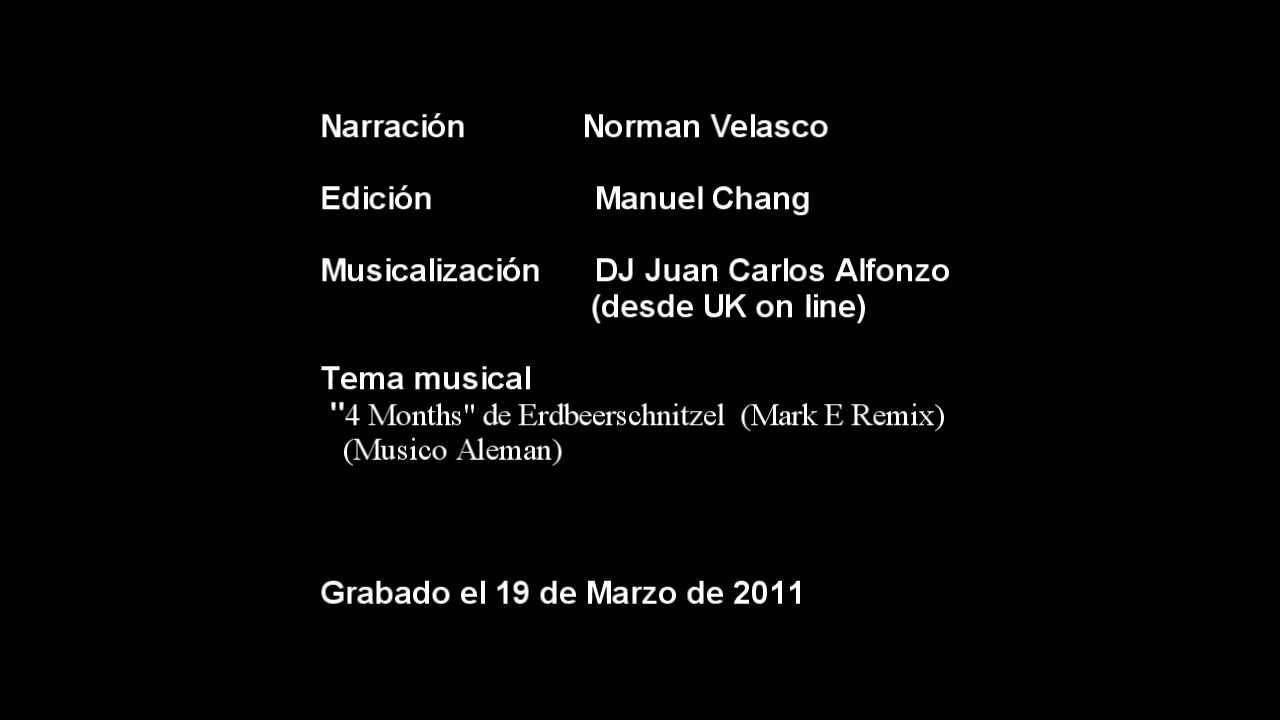 Narración Norman Velasco
Edición Manuel Chang
Musicalización DJ Juan Carlos Alfonzo
(desde UK on line)
Tema musical
"4 Months" de Erdbeerschnitzel (Mark E Remix)
(Musico Aleman)
Grabado el 19 de Marzo de 2011